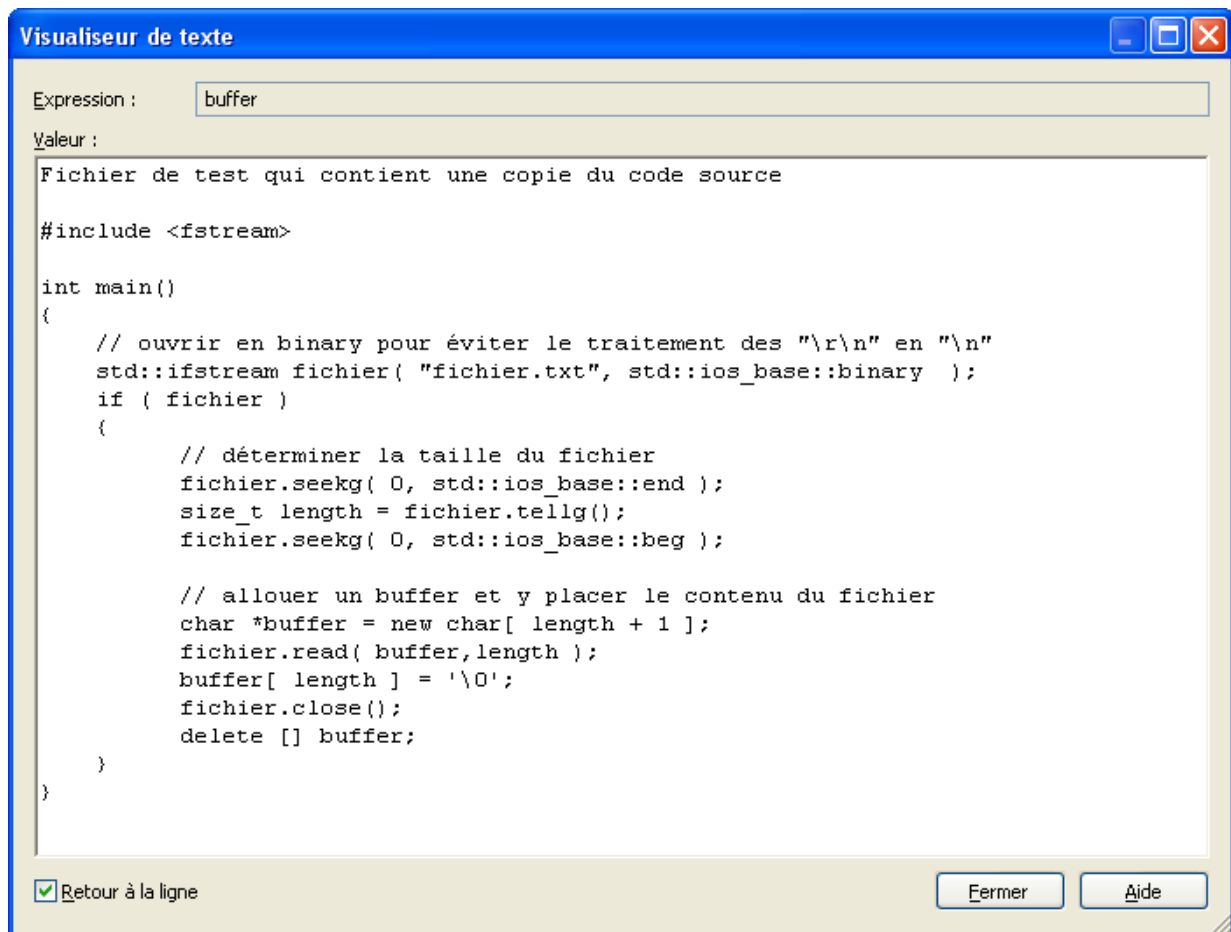 Visualiseur de texte
Expression : buffer
Valeur :
Fichier de test qui contient une copie du code source

#include <fstream>

int main()
{
    // ouvrir en binary pour éviter le traitement des "\r\n" en "\n"
    std::ifstream fichier( "fichier.txt", std::ios_base::binary  );
    if ( fichier )
    {
          // déterminer la taille du fichier
          fichier.seekg( 0, std::ios_base::end );
          size_t length = fichier.tellg();
          fichier.seekg( 0, std::ios_base::beg );

          // allouer un buffer et y placer le contenu du fichier
          char *buffer = new char[ length + 1 ];
          fichier.read( buffer,length );
          buffer[ length ] = '\0';
          fichier.close();
          delete [] buffer;
    }
}
Retour à la ligne Fermer Aide